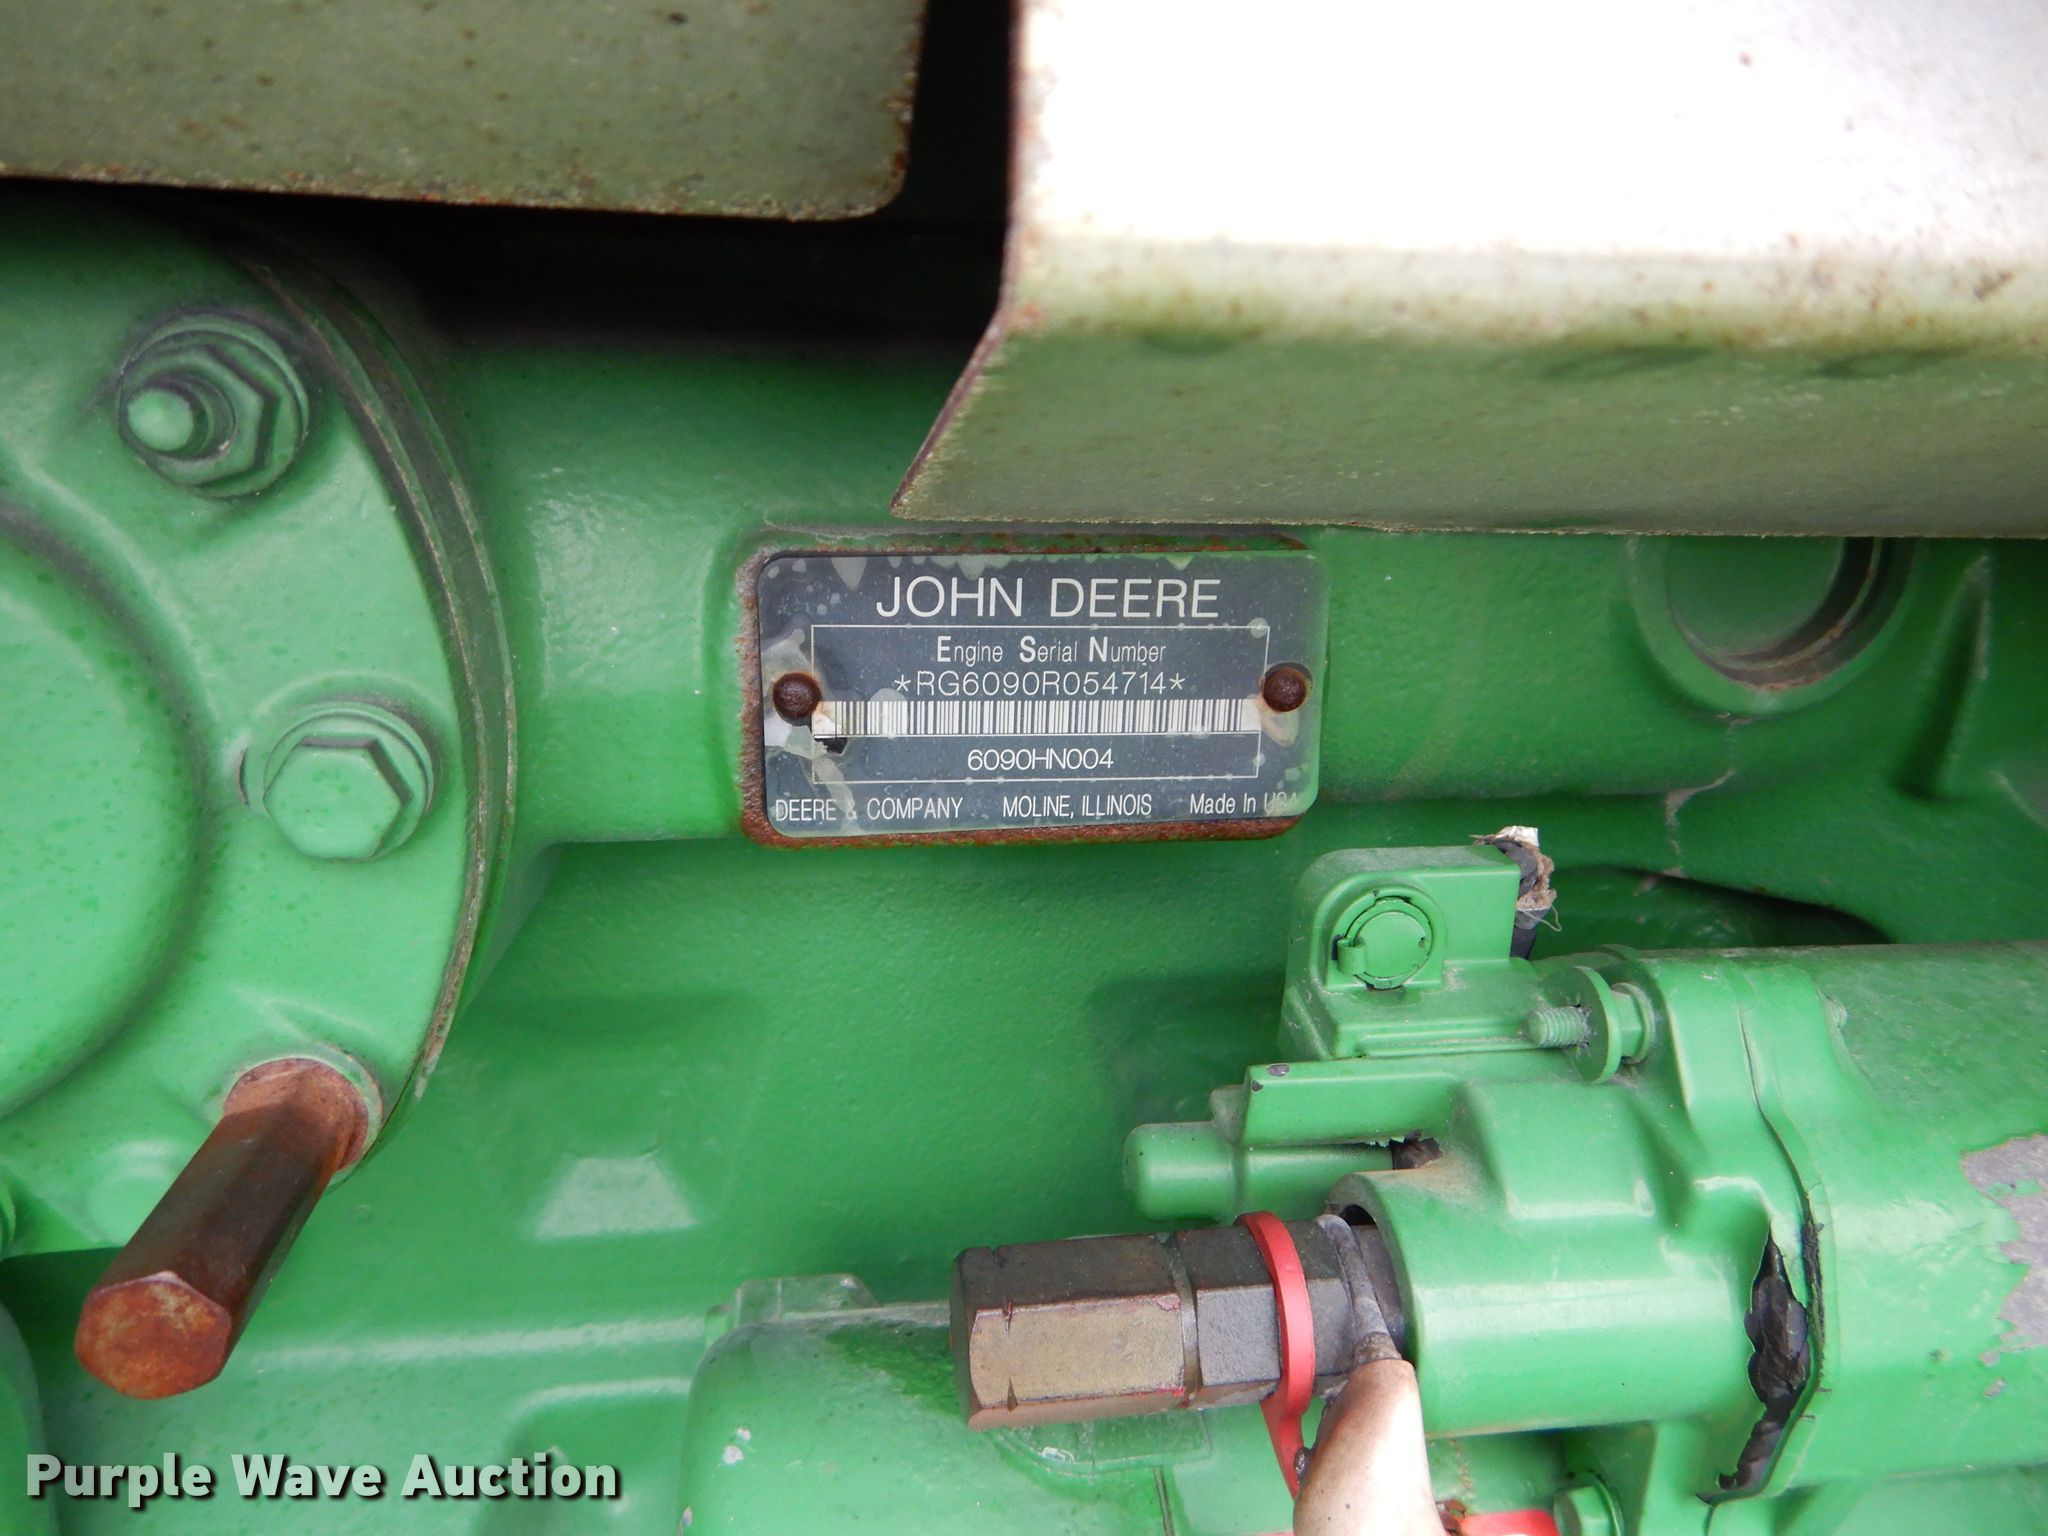 JOHN DEERE
Engine Serial Number
*RG6090R054714*
6090HN004
DEERE & COMPANY MOLINE, ILLINOIS Made In USA
Purple Wave Auction